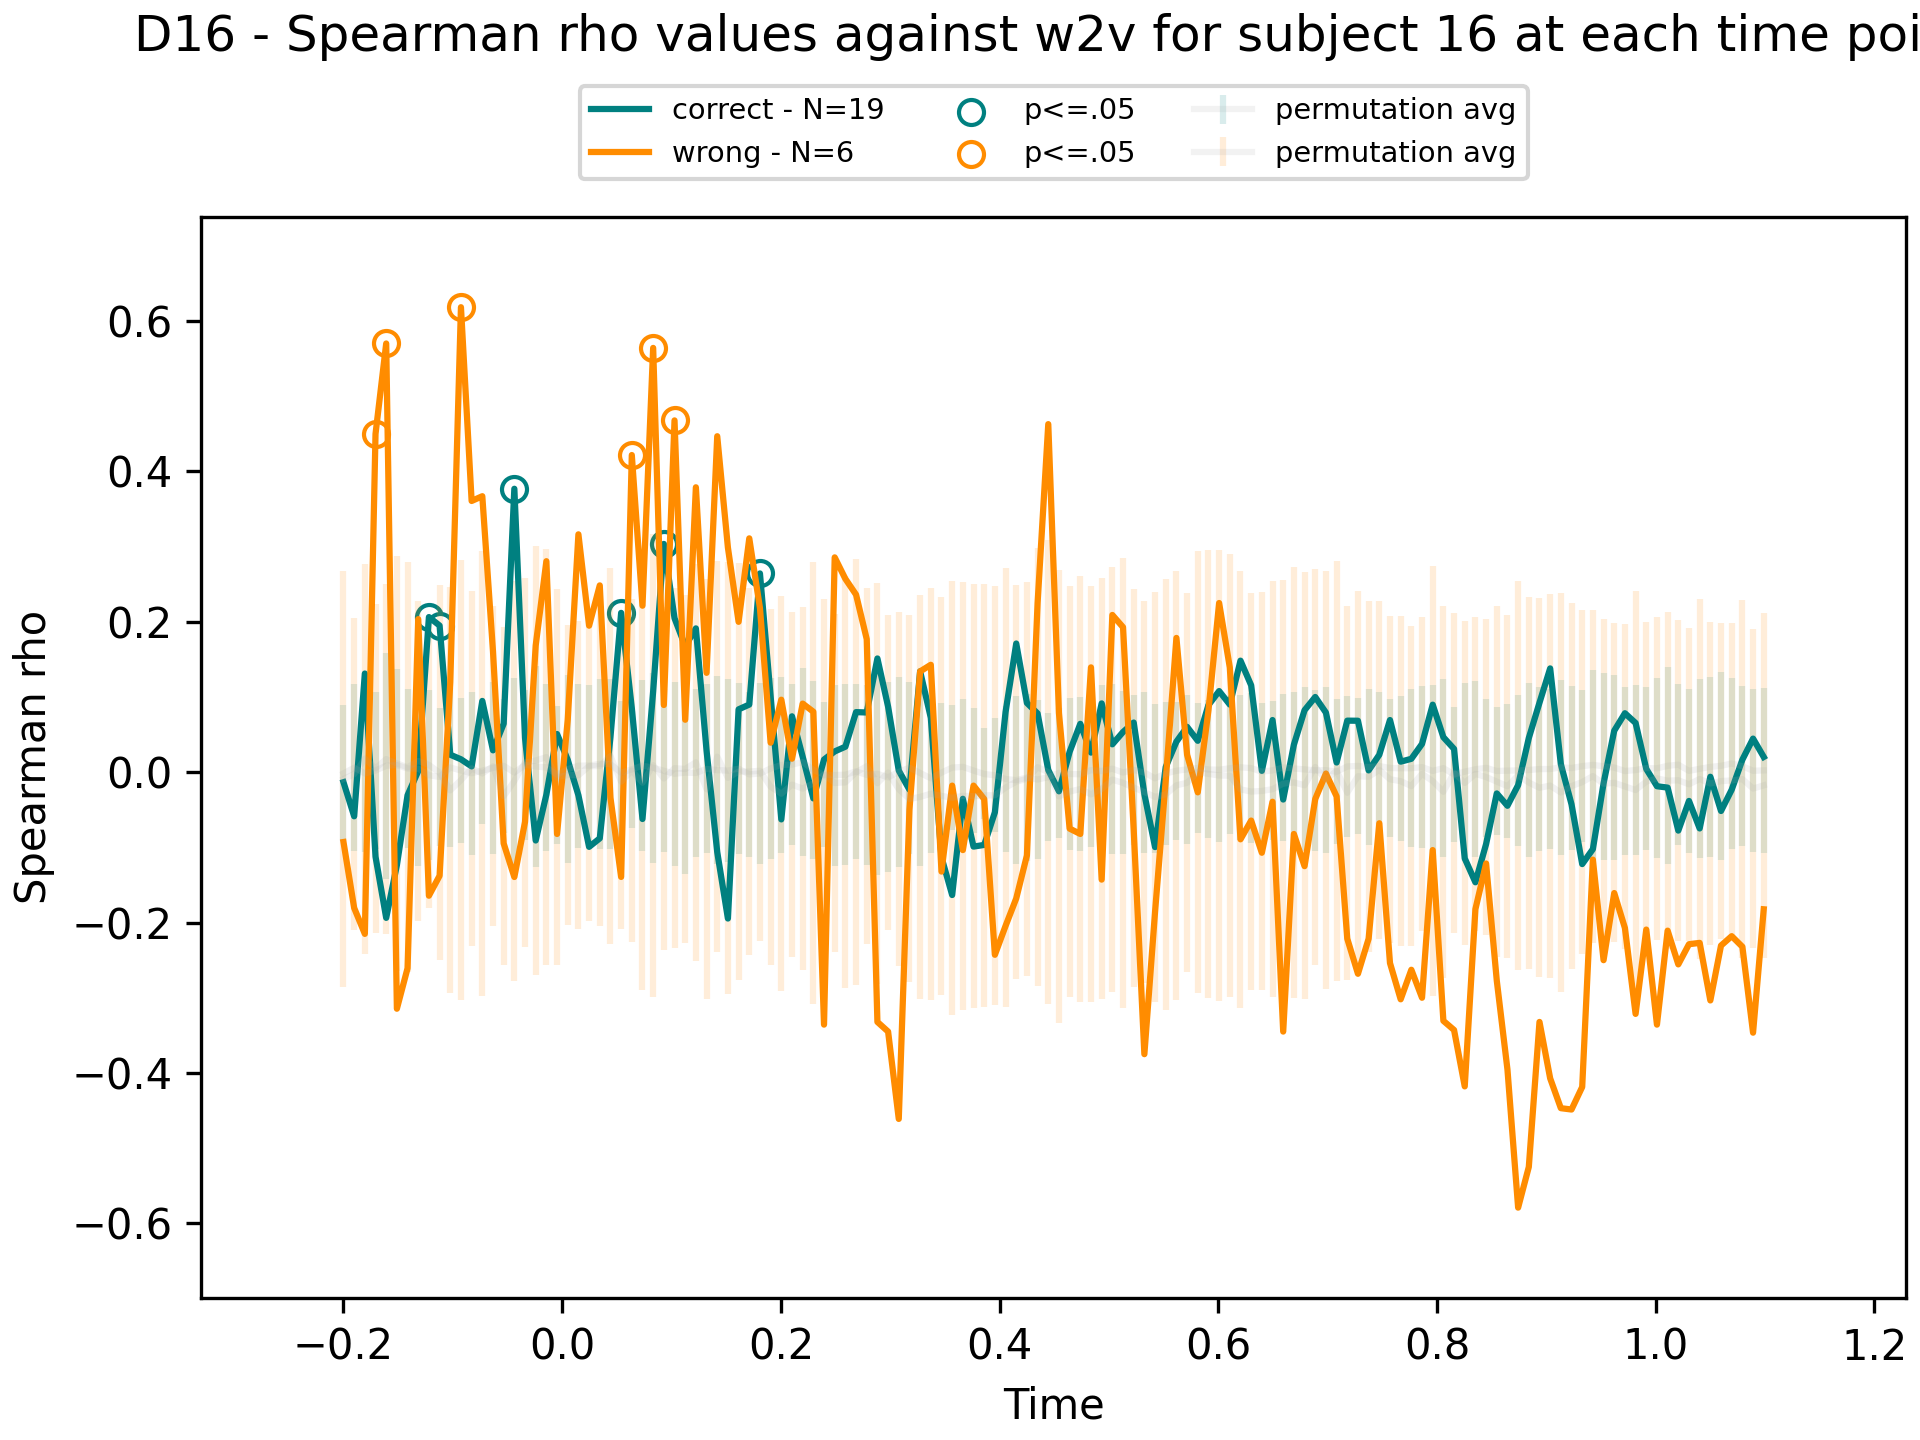 D16 - Spearman rho values against w2v for subject 16 at each time poi
correct - N=19 p<=.05 permutation avg
wrong - N=6 p<=.05 permutation avg
Spearman rho
0.6
0.4
0.2
0.0
−0.2
−0.4
−0.6
−0.2 0.0 0.2 0.4 0.6 0.8 1.0 1.2
Time